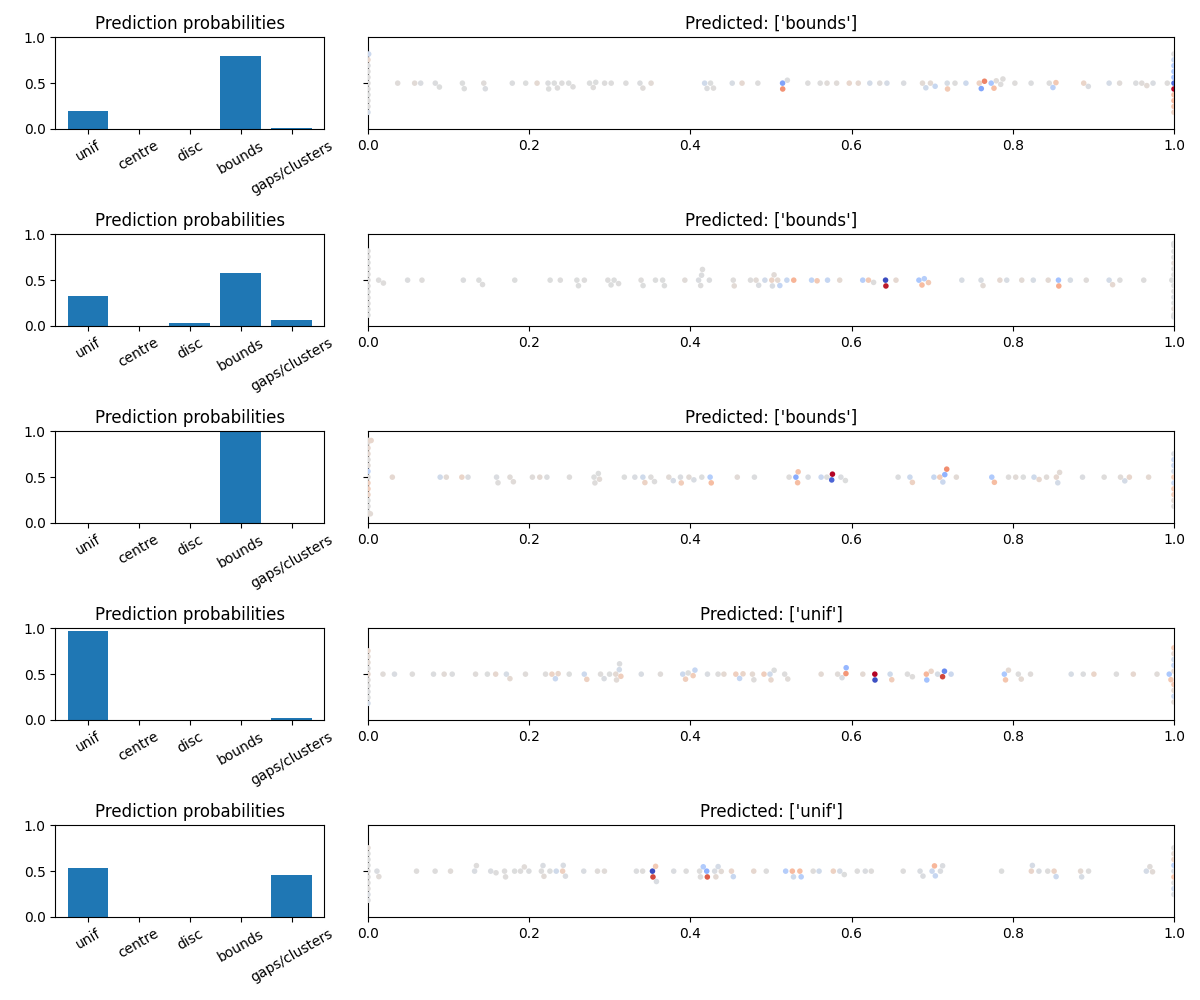 Prediction probabilities
Predicted: ['bounds']
1.0
0.5
0.0
unif
centre
disc
bounds
gaps/clusters
0.0 0.2 0.4 0.6 0.8 1.0
Prediction probabilities
Predicted: ['bounds']
1.0
0.5
0.0
unif
centre
disc
bounds
gaps/clusters
0.0 0.2 0.4 0.6 0.8 1.0
Prediction probabilities
Predicted: ['bounds']
1.0
0.5
0.0
unif
centre
disc
bounds
gaps/clusters
0.0 0.2 0.4 0.6 0.8 1.0
Prediction probabilities
Predicted: ['unif']
1.0
0.5
0.0
unif
centre
disc
bounds
gaps/clusters
0.0 0.2 0.4 0.6 0.8 1.0
Prediction probabilities
Predicted: ['unif']
1.0
0.5
0.0
unif
centre
disc
bounds
gaps/clusters
0.0 0.2 0.4 0.6 0.8 1.0